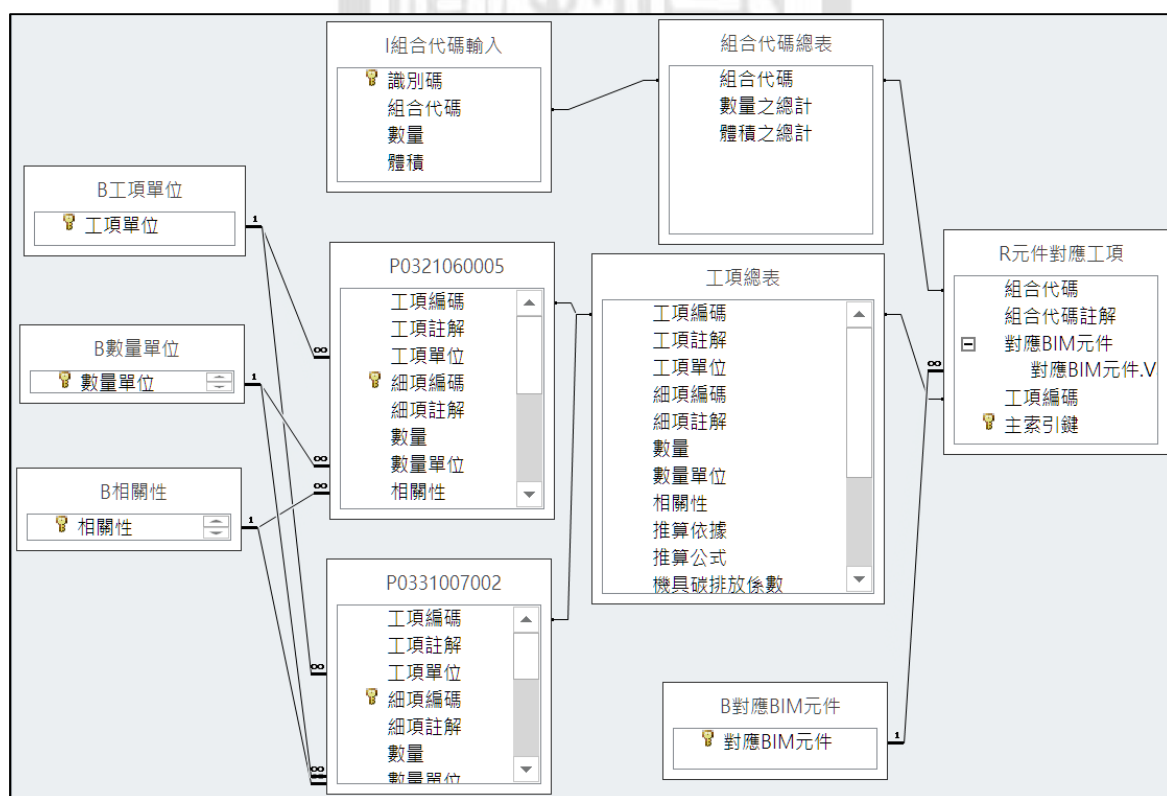 I組合代碼輸入
識別碼
組合代碼
數量
體積
組合代碼總表
組合代碼
數量之總計
體積之總計
B工項單位
工項單位
1
B數量單位
數量單位
1
B相關性
相關性
1
P0321060005
工項編碼
工項註解
工項單位
細項編碼
細項註解
數量
數量單位
相關性
∞
∞
∞
P0331007002
工項編碼
工項註解
工項單位
細項編碼
細項註解
數量
數量單位
∞
∞
工項總表
工項編碼
工項註解
工項單位
細項編碼
細項註解
數量
數量單位
相關性
推算依據
推算公式
機具碳排放係數
R元件對應工項
組合代碼
組合代碼註解
對應BIM元件
對應BIM元件.V
工項編碼
主索引鍵
∞
B對應BIM元件
對應BIM元件
1